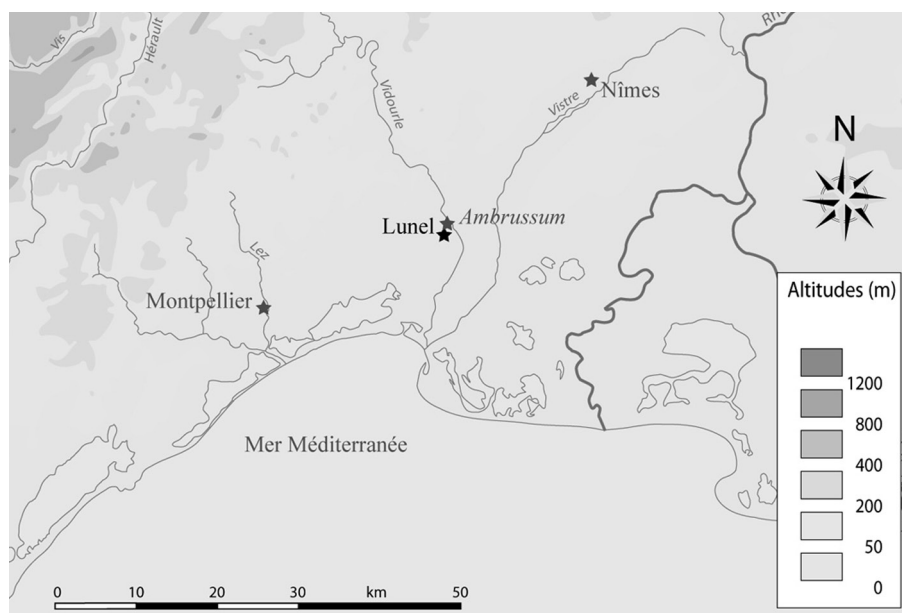 Vis
Hérault
Vidourle
Rh
Vistre
Nîmes
N
Ambrussum
Lunel
Lez
Montpellier
Altitudes (m)
1200
800
400
200
50
0
Mer Méditerranée
0 10 20 30 km 50